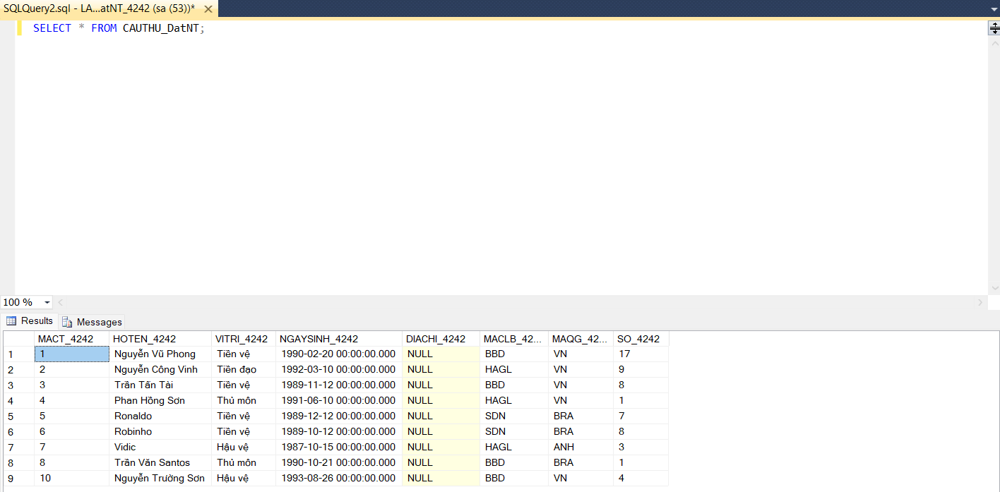 SQLQuery2.sql - LA...atNT_4242 (sa (53))*
SELECT * FROM CAUTHU_DatNT;
100 %
Results Messages
MACT_4242 HOTEN_4242 VITRI_4242 NGAYSINH_4242 DIACHI_4242 MACLB_42... MAQG_42... SO_4242
1 1 Nguyễn Vũ Phong Tiền vệ 1990-02-20 00:00:00.000 NULL BBD VN 17
2 2 Nguyễn Công Vinh Tiền đạo 1992-03-10 00:00:00.000 NULL HAGL VN 9
3 3 Trần Tấn Tài Tiền vệ 1989-11-12 00:00:00.000 NULL BBD VN 8
4 4 Phan Hồng Sơn Thủ môn 1991-06-10 00:00:00.000 NULL HAGL VN 1
5 5 Ronaldo Tiền vệ 1989-12-12 00:00:00.000 NULL SDN BRA 7
6 6 Robinho Tiền vệ 1989-10-12 00:00:00.000 NULL SDN BRA 8
7 7 Vidic Hậu vệ 1987-10-15 00:00:00.000 NULL HAGL ANH 3
8 8 Trần Văn Santos Thủ môn 1990-10-21 00:00:00.000 NULL BBD BRA 1
9 10 Nguyễn Trường Sơn Hậu vệ 1993-08-26 00:00:00.000 NULL BBD VN 4